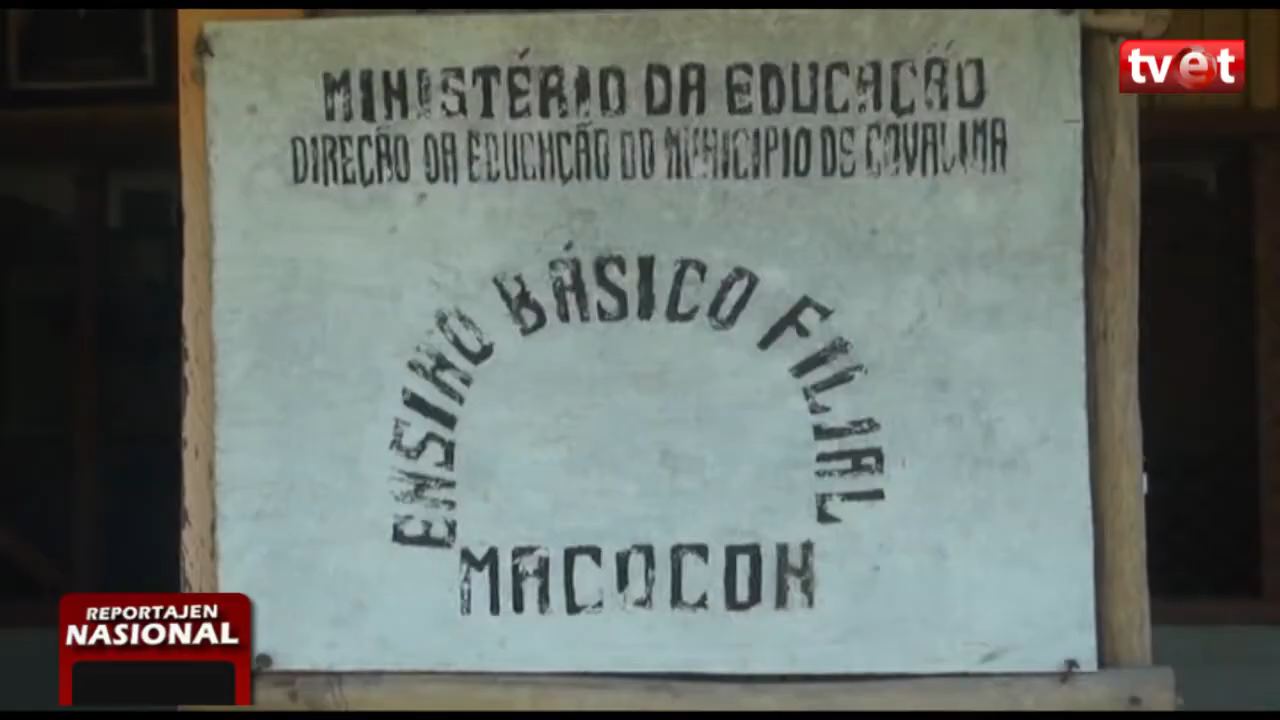 MINISTÉRIO DA EDUCAÇÃO
DIREÇÃO DA EDUCAÇÃO DO MUNICIPIO DE COVALIMA
ENSINO BÁSICO FILIAL
MACOCON
tvet
REPORTAJEN
NASIONAL